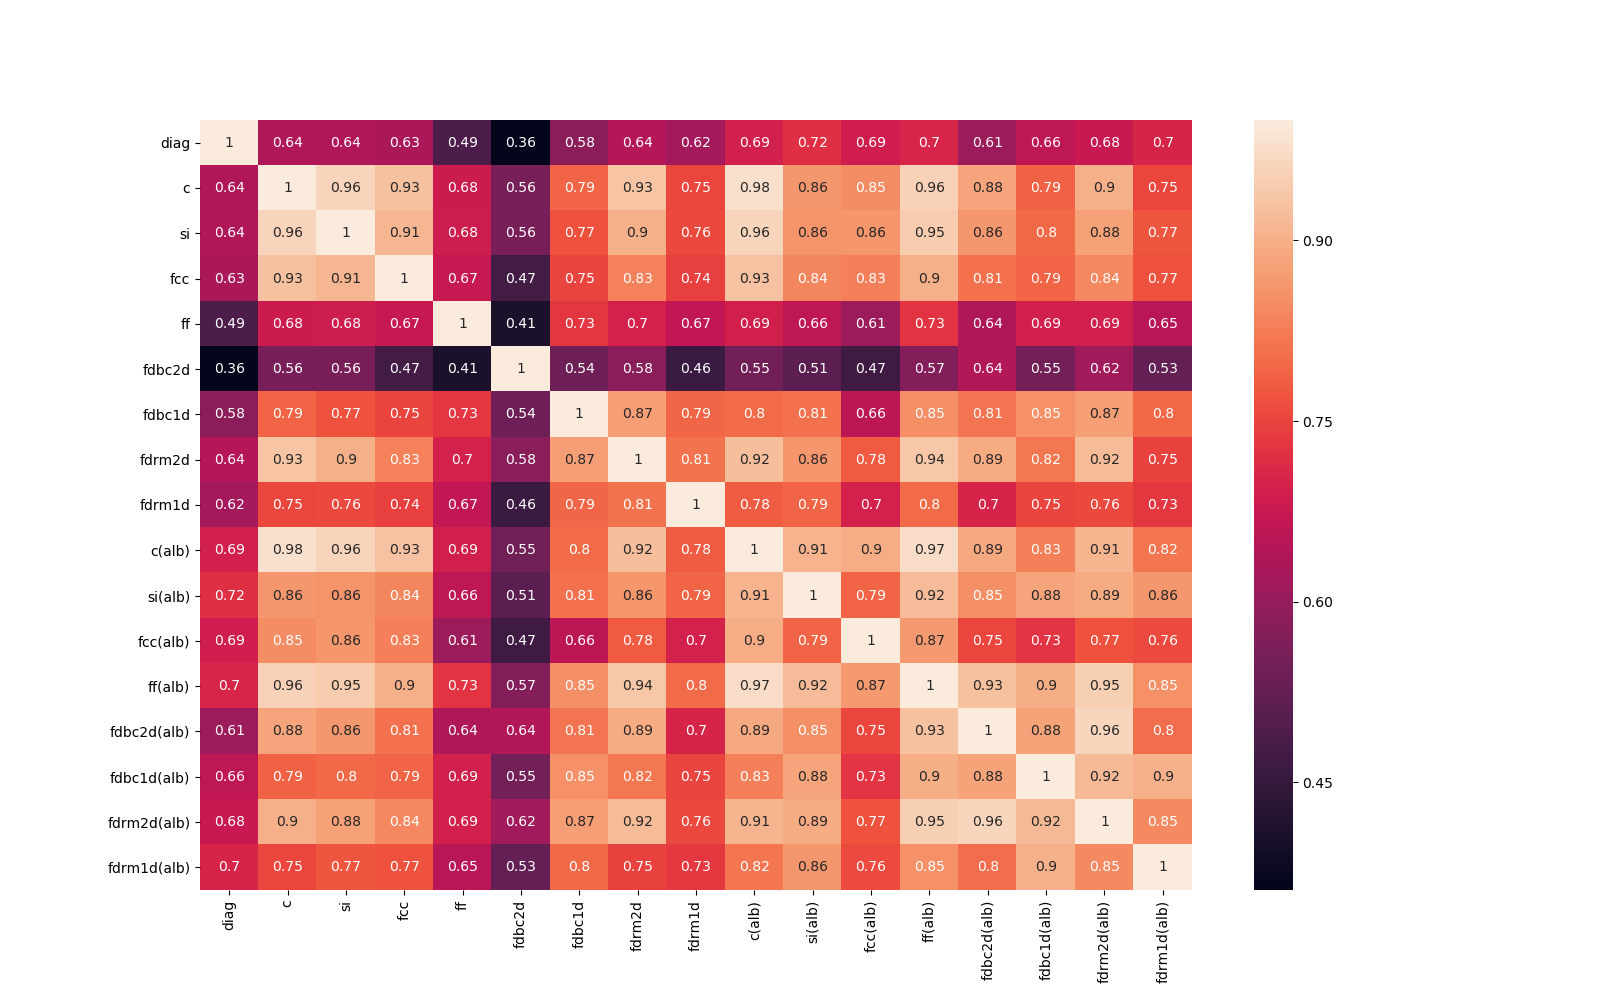 diag 1 0.64 0.64 0.63 0.49 0.36 0.58 0.64 0.62 0.69 0.72 0.69 0.7 0.61 0.66 0.68 0.7
c 0.64 1 0.96 0.93 0.68 0.56 0.79 0.93 0.75 0.98 0.86 0.85 0.96 0.88 0.79 0.9 0.75
si 0.64 0.96 1 0.91 0.68 0.56 0.77 0.9 0.76 0.96 0.86 0.86 0.95 0.86 0.8 0.88 0.77
fcc 0.63 0.93 0.91 1 0.67 0.47 0.75 0.83 0.74 0.93 0.84 0.83 0.9 0.81 0.79 0.84 0.77
ff 0.49 0.68 0.68 0.67 1 0.41 0.73 0.7 0.67 0.69 0.66 0.61 0.73 0.64 0.69 0.69 0.65
fdbc2d 0.36 0.56 0.56 0.47 0.41 1 0.54 0.58 0.46 0.55 0.51 0.47 0.57 0.64 0.55 0.62 0.53
fdbc1d 0.58 0.79 0.77 0.75 0.73 0.54 1 0.87 0.79 0.8 0.81 0.66 0.85 0.81 0.85 0.87 0.8
fdrm2d 0.64 0.93 0.9 0.83 0.7 0.58 0.87 1 0.81 0.92 0.86 0.78 0.94 0.89 0.82 0.92 0.75
fdrm1d 0.62 0.75 0.76 0.74 0.67 0.46 0.79 0.81 1 0.78 0.79 0.7 0.8 0.7 0.75 0.76 0.73
c(alb) 0.69 0.98 0.96 0.93 0.69 0.55 0.8 0.92 0.78 1 0.91 0.9 0.97 0.89 0.83 0.91 0.82
si(alb) 0.72 0.86 0.86 0.84 0.66 0.51 0.81 0.86 0.79 0.91 1 0.79 0.92 0.85 0.88 0.89 0.86
fcc(alb) 0.69 0.85 0.86 0.83 0.61 0.47 0.66 0.78 0.7 0.9 0.79 1 0.87 0.75 0.73 0.77 0.76
ff(alb) 0.7 0.96 0.95 0.9 0.73 0.57 0.85 0.94 0.8 0.97 0.92 0.87 1 0.93 0.9 0.95 0.85
fdbc2d(alb) 0.61 0.88 0.86 0.81 0.64 0.64 0.81 0.89 0.7 0.89 0.85 0.75 0.93 1 0.88 0.96 0.8
fdbc1d(alb) 0.66 0.79 0.8 0.79 0.69 0.55 0.85 0.82 0.75 0.83 0.88 0.73 0.9 0.88 1 0.92 0.9
fdrm2d(alb) 0.68 0.9 0.88 0.84 0.69 0.62 0.87 0.92 0.76 0.91 0.89 0.77 0.95 0.96 0.92 1 0.85
fdrm1d(alb) 0.7 0.75 0.77 0.77 0.65 0.53 0.8 0.75 0.73 0.82 0.86 0.76 0.85 0.8 0.9 0.85 1
diag c si fcc ff fdbc2d fdbc1d fdrm2d fdrm1d c(alb) si(alb) fcc(alb) ff(alb) fdbc2d(alb) fdbc1d(alb) fdrm2d(alb) fdrm1d(alb)
0.90
0.75
0.60
0.45